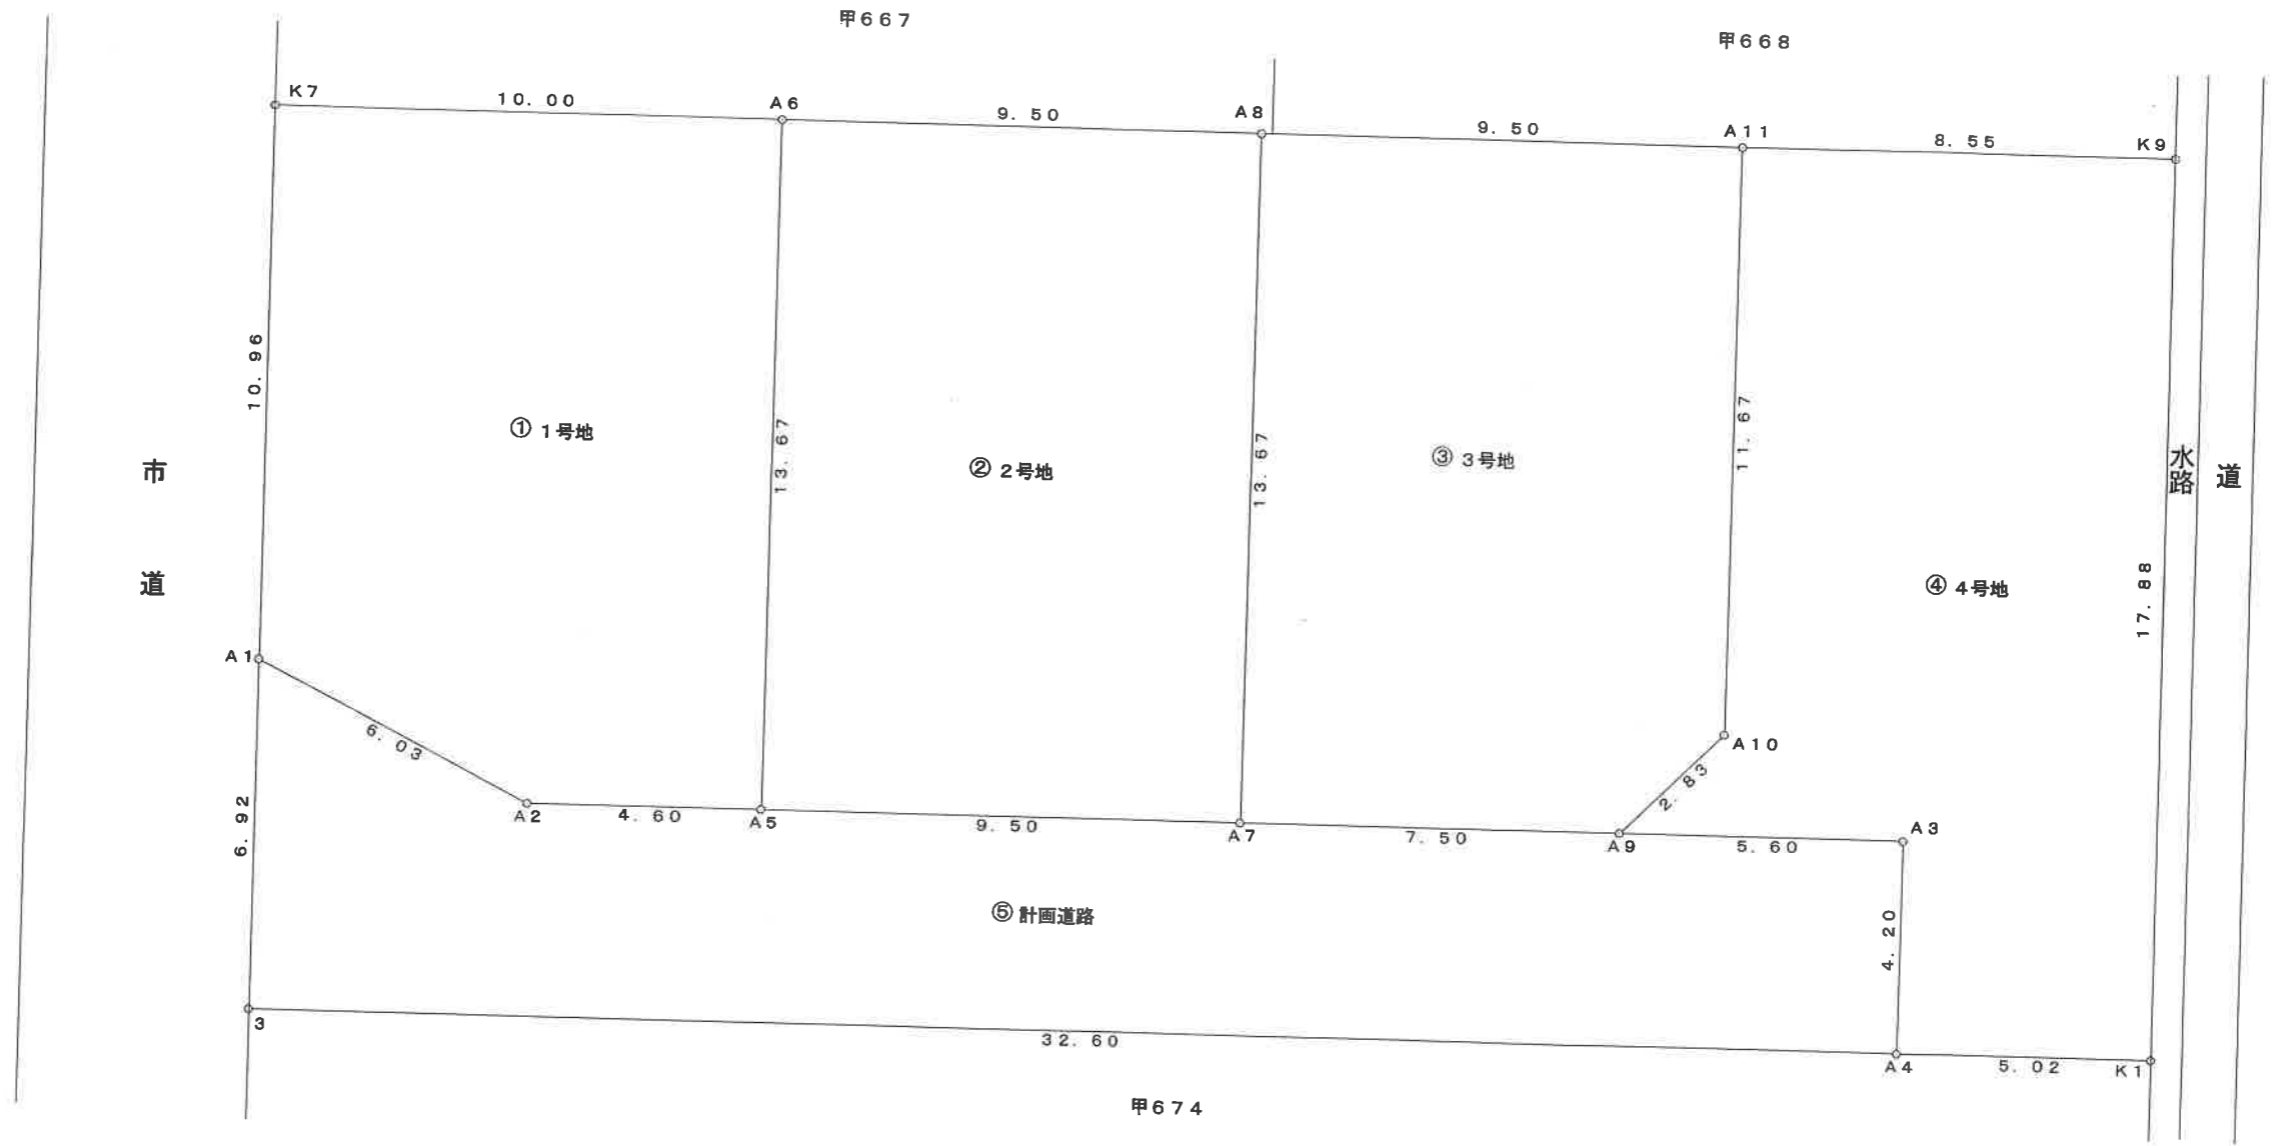 甲667
甲668
K7
10.00
A6
9.50
A8
9.50
A11
8.55
K9
10.96
① 1号地
13.67
② 2号地
13.67
③ 3号地
11.67
④ 4号地
17.88
市道
水路
道
A1
6.03
A2
4.60
A5
9.50
A7
7.50
A9
2.83
A10
5.60
A3
6.92
⑤ 計画道路
4.20
3
32.60
A4
5.02
K1
甲674